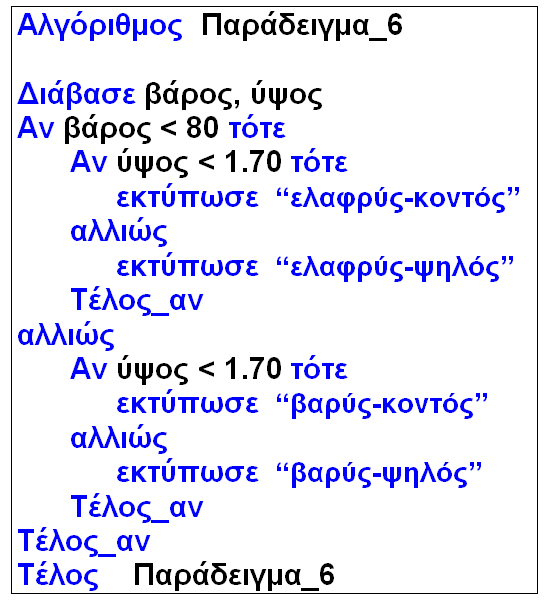 Αλγόριθμος Παράδειγμα_6
Διάβασε βάρος, ύψος
Αν βάρος < 80 τότε
Αν ύψος < 1.70 τότε
εκτύπωσε “ελαφρύς-κοντός”
αλλιώς
εκτύπωσε “ελαφρύς-ψηλός”
Τέλος_αν
αλλιώς
Αν ύψος < 1.70 τότε
εκτύπωσε “βαρύς-κοντός”
αλλιώς
εκτύπωσε “βαρύς-ψηλός”
Τέλος_αν
Τέλος_αν
Τέλος Παράδειγμα_6